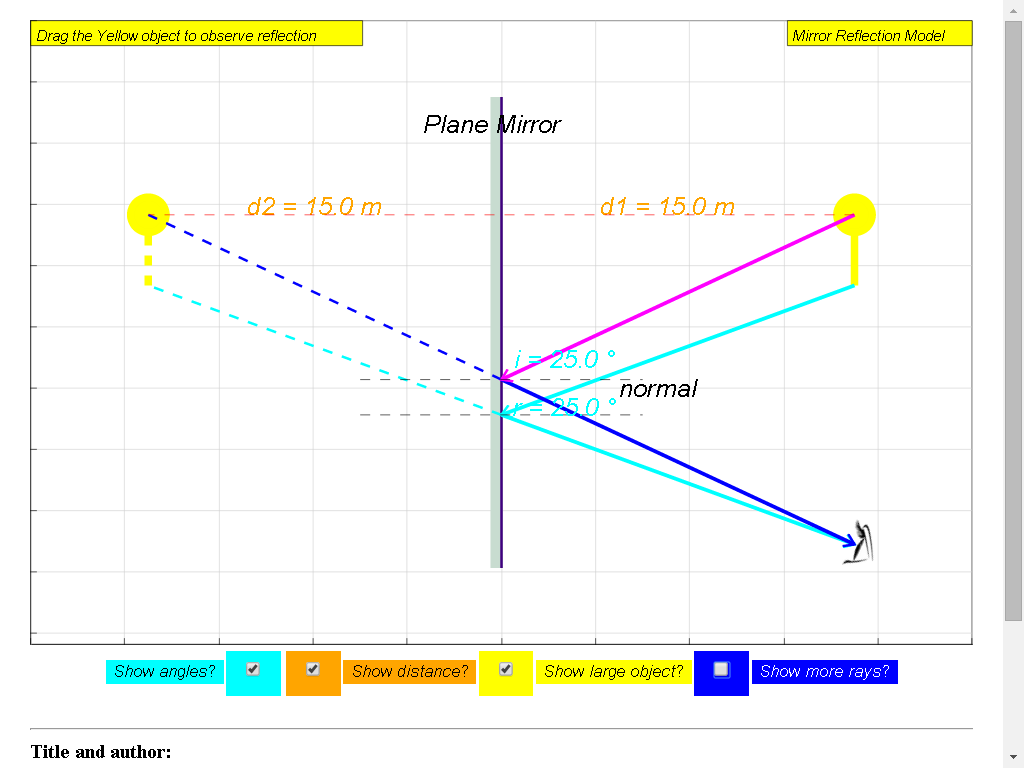 Drag the Yellow object to observe reflection
Mirror Reflection Model
Plane Mirror
d2 = 15.0 m
d1 = 15.0 m
i = 25.0 °
normal
r = 25.0 °
Show angles?
Show distance?
Show large object?
Show more rays?
Title and author: